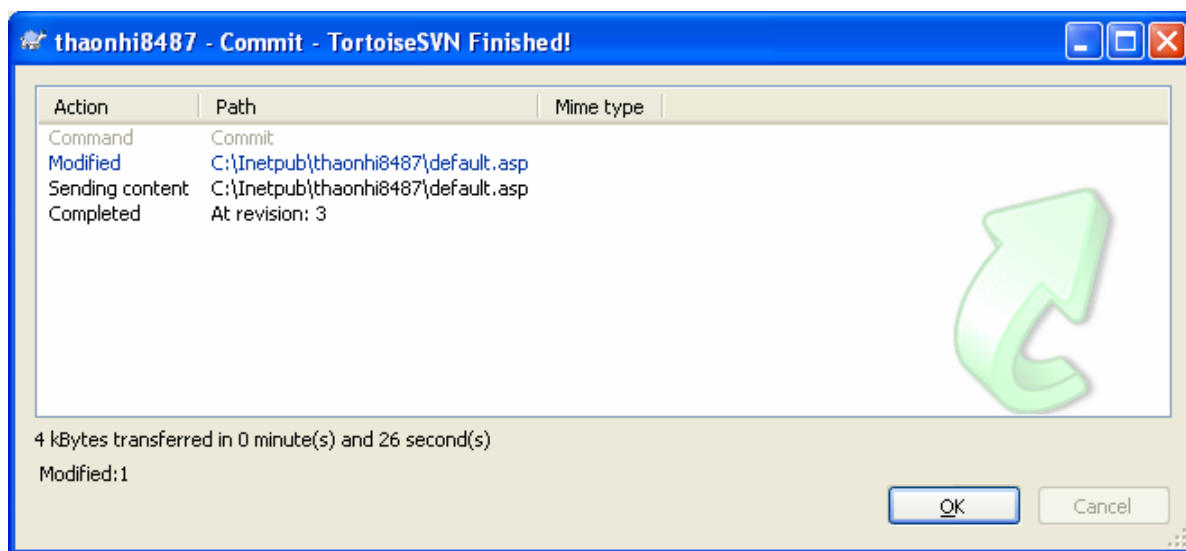 thaonhi8487 - Commit - TortoiseSVN Finished!
Action Path Mime type
Command Commit
Modified C:\Inetpub\thaonhi8487\default.asp
Sending content C:\Inetpub\thaonhi8487\default.asp
Completed At revision: 3
4 kBytes transferred in 0 minute(s) and 26 second(s)
Modified:1
OK Cancel